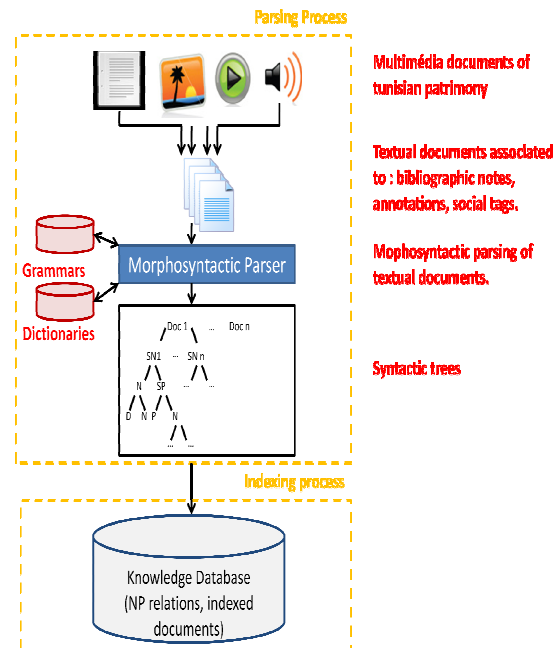 Parsing Process
Multimédia documents of
tunisian patrimony
Textual documents associated
to : bibliographic notes,
annotations, social tags.
Grammars
Morphosyntactic Parser
Mophosyntactic parsing of
textual documents.
Dictionaries
Doc 1 ... Doc n
SN1 ... SN n
N SP ... ...
D N P N
... ...
Syntactic trees
Indexing process
Knowledge Database
(NP relations, indexed
documents)